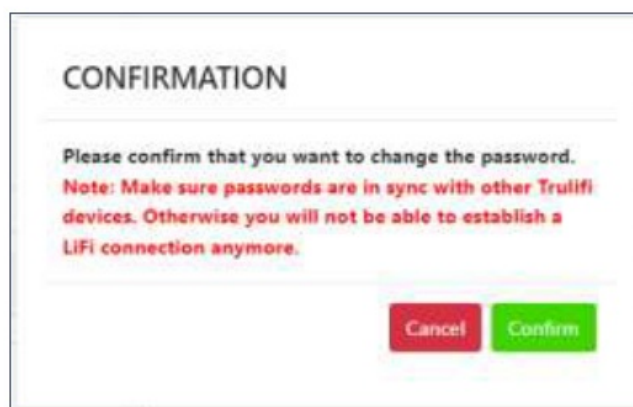 CONFIRMATION
Please confirm that you want to change the password.
Note: Make sure passwords are in sync with other Trulifi
devices. Otherwise you will not be able to establish a
LiFi connection anymore.
Cancel Confirm